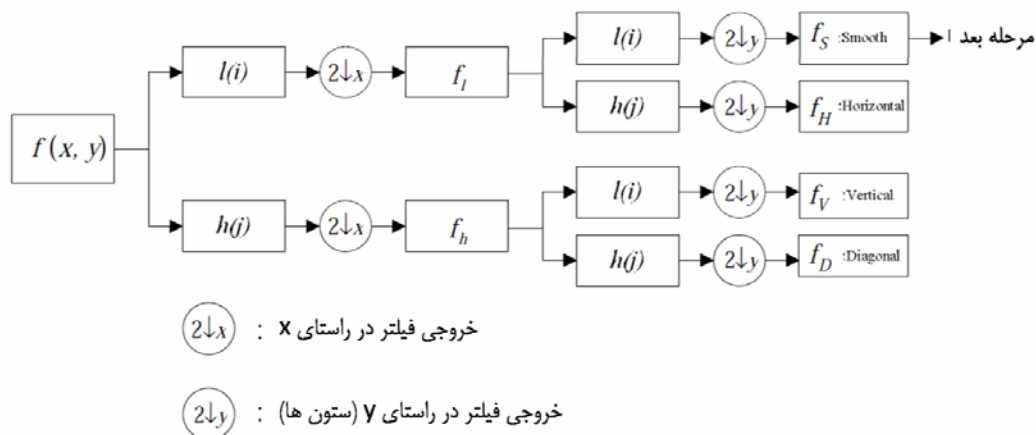 l(i) 2↓y f_S :Smooth مرحله بعد ا
l(i) 2↓x f_l
h(j) 2↓y f_H :Horizontal
f(x, y)
l(i) 2↓y f_V :Vertical
h(j) 2↓x f_h
h(j) 2↓y f_D :Diagonal
2↓x : خروجی فیلتر در راستای x
2↓y : خروجی فیلتر در راستای y (ستون ها)